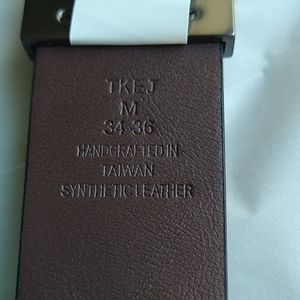 TKEJ
M
34-36
HANDCRAFTED IN
TAIWAN
SYNTHETIC LEATHER